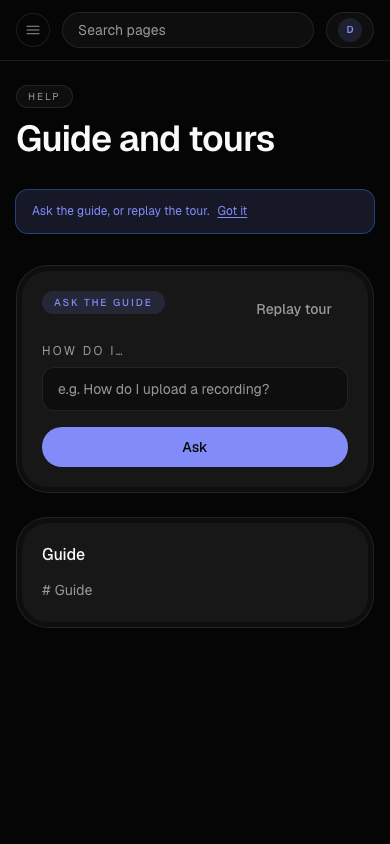 Search pages
D
HELP
Guide and tours
Ask the guide, or replay the tour. Got it
ASK THE GUIDE
Replay tour
HOW DO I…
e.g. How do I upload a recording?
Ask
Guide
# Guide